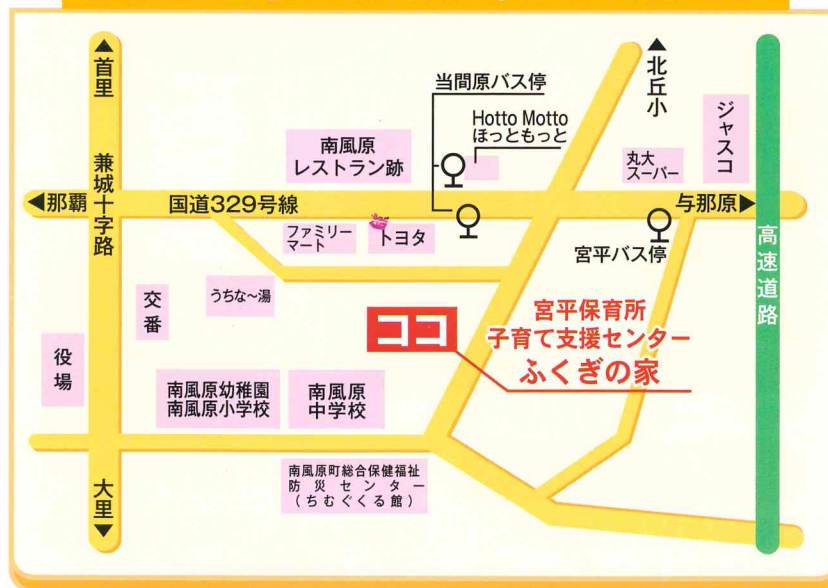 首里
兼城十字路
那覇
国道329号線
南風原
レストラン跡
当間原バス停
Hotto Motto
ほっともっと
北丘小
丸大
スーパー
ジャスコ
与那原
宮平バス停
高速道路
ファミリー
マート
トヨタ
うちな〜湯
交番
役場
ココ
宮平保育所
子育て支援センター
ふくぎの家
南風原幼稚園
南風原小学校
南風原
中学校
南風原町総合保健福祉
防災センター
(ちむぐくる館)
大里